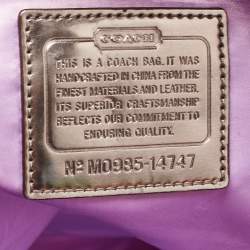 COACH
THIS IS A COACH BAG. IT WAS
HANDCRAFTED IN CHINA FROM THE
FINEST MATERIALS AND LEATHER.
ITS SUPERIOR CRAFTSMANSHIP
REFLECTS OUR COMMITMENT TO
ENDURING QUALITY.
Nº M0995-14747